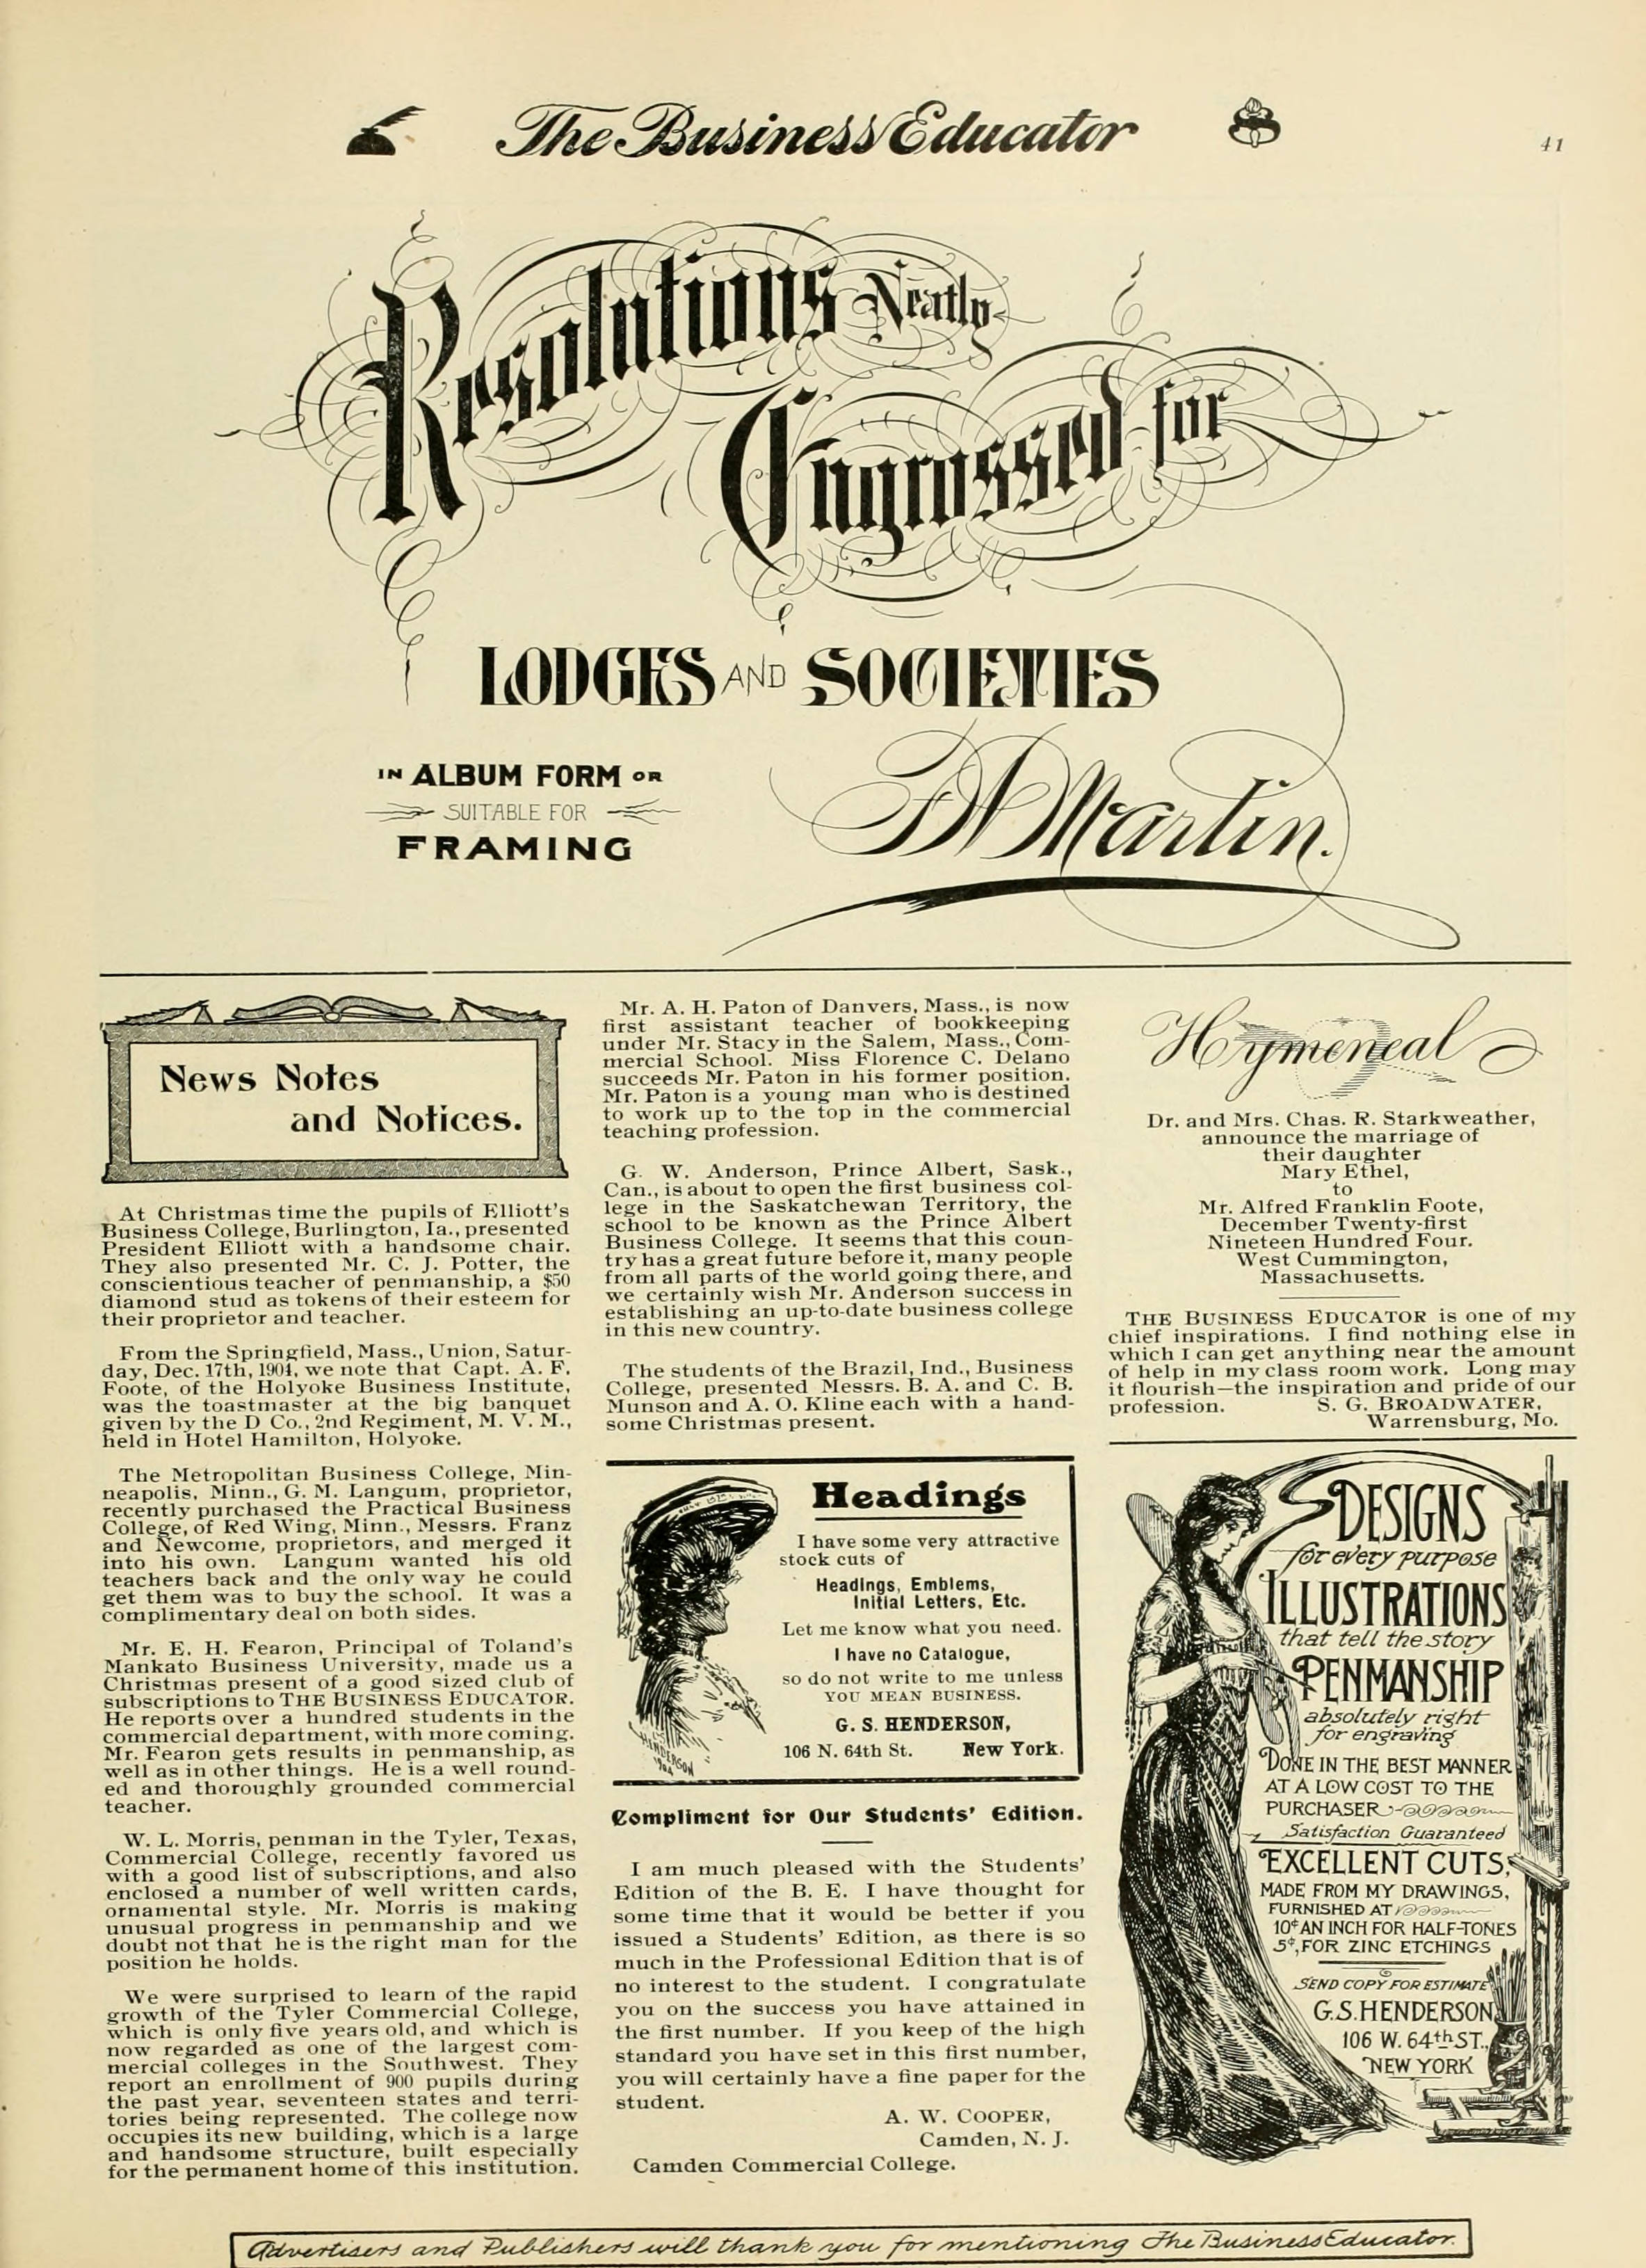 The Business Educator
41
Resolutions Neatly
Engrossed for
LODGES AND SOCIETIES
IN ALBUM FORM OR
SUITABLE FOR
FRAMING
Martin.
News Notes
and Notices.
At Christmas time the pupils of Elliott's
Business College, Burlington, Ia., presented
President Elliott with a handsome chair.
They also presented Mr. C. J. Potter, the
conscientious teacher of penmanship, a $50
diamond stud as tokens of their esteem for
their proprietor and teacher.
From the Springfield, Mass., Union, Satur-
day, Dec. 17th, 1904, we note that Capt. A. F.
Foote, of the Holyoke Business Institute,
was the toastmaster at the big banquet
given by the D Co., 2nd Regiment, M. V. M.,
held in Hotel Hamilton, Holyoke.
The Metropolitan Business College, Min-
neapolis, Minn., G. M. Langum, proprietor,
recently purchased the Practical Business
College, of Red Wing, Minn., Messrs. Franz
and Newcome, proprietors, and merged it
into his own. Langum wanted his old
teachers back and the only way he could
get them was to buy the school. It was a
complimentary deal on both sides.
Mr. E. H. Fearon, Principal of Toland's
Mankato Business University, made us a
Christmas present of a good sized club of
subscriptions to THE BUSINESS EDUCATOR.
He reports over a hundred students in the
commercial department, with more coming.
Mr. Fearon gets results in penmanship, as
well as in other things. He is a well round-
ed and thoroughly grounded commercial
teacher.
W. L. Morris, penman in the Tyler, Texas,
Commercial College, recently favored us
with a good list of subscriptions, and also
enclosed a number of well written cards,
ornamental style. Mr. Morris is making
unusual progress in penmanship and we
doubt not that he is the right man for the
position he holds.
We were surprised to learn of the rapid
growth of the Tyler Commercial College,
which is only five years old, and which is
now regarded as one of the largest com-
mercial colleges in the Southwest. They
report an enrollment of 900 pupils during
the past year, seventeen states and terri-
tories being represented. The college now
occupies its new building, which is a large
and handsome structure, built especially
for the permanent home of this institution.
Mr. A. H. Paton of Danvers, Mass., is now
first assistant teacher of bookkeeping
under Mr. Stacy in the Salem, Mass., Com-
mercial School. Miss Florence C. Delano
succeeds Mr. Paton in his former position.
Mr. Paton is a young man who is destined
to work up to the top in the commercial
teaching profession.
G. W. Anderson, Prince Albert, Sask.,
Can., is about to open the first business col-
lege in the Saskatchewan Territory, the
school to be known as the Prince Albert
Business College. It seems that this coun-
try has a great future before it, many people
from all parts of the world going there, and
we certainly wish Mr. Anderson success in
establishing an up-to-date business college
in this new country.
The students of the Brazil, Ind., Business
College, presented Messrs. B. A. and C. B.
Munson and A. O. Kline each with a hand-
some Christmas present.
Headings
I have some very attractive
stock cuts of
Headings, Emblems,
Initial Letters, Etc.
Let me know what you need.
I have no Catalogue,
so do not write to me unless
YOU MEAN BUSINESS.
G. S. HENDERSON,
106 N. 64th St. New York.
HENDERSON
'04
Compliment for Our Students' Edition.
I am much pleased with the Students'
Edition of the B. E. I have thought for
some time that it would be better if you
issued a Students' Edition, as there is so
much in the Professional Edition that is of
no interest to the student. I congratulate
you on the success you have attained in
the first number. If you keep of the high
standard you have set in this first number,
you will certainly have a fine paper for the
student.
A. W. COOPER,
Camden, N. J.
Camden Commercial College.
Hymeneal
Dr. and Mrs. Chas. R. Starkweather,
announce the marriage of
their daughter
Mary Ethel,
to
Mr. Alfred Franklin Foote,
December Twenty-first
Nineteen Hundred Four.
West Cummington,
Massachusetts.
THE BUSINESS EDUCATOR is one of my
chief inspirations. I find nothing else in
which I can get anything near the amount
of help in my class room work. Long may
it flourish—the inspiration and pride of our
profession. S. G. BROADWATER,
Warrensburg, Mo.
DESIGNS
for every purpose
ILLUSTRATIONS
that tell the story
PENMANSHIP
absolutely right
for engraving
DONE IN THE BEST MANNER
AT A LOW COST TO THE
PURCHASER
Satisfaction Guaranteed
EXCELLENT CUTS,
MADE FROM MY DRAWINGS,
FURNISHED AT
10¢ AN INCH FOR HALF-TONES
5¢, FOR ZINC ETCHINGS
SEND COPY FOR ESTIMATE
G.S.HENDERSON
106 W. 64th ST.,
NEW YORK
Advertisers and Publishers will thank you for mentioning The Business Educator.